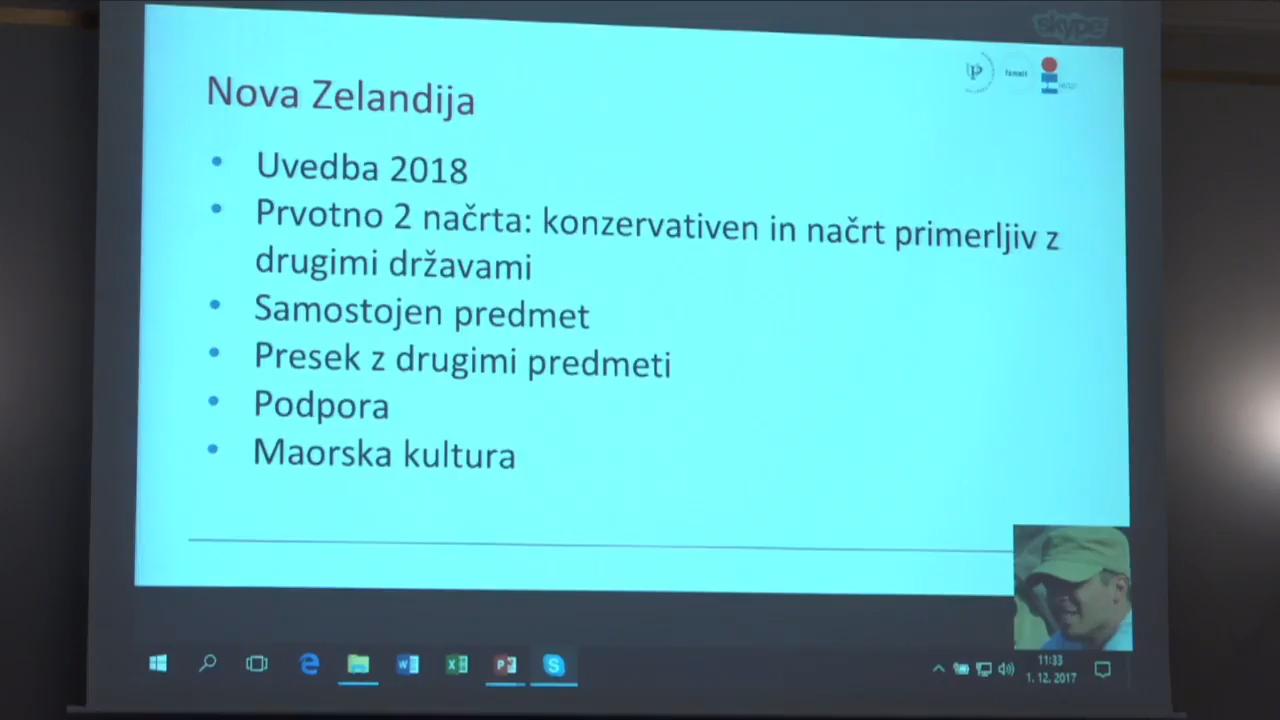 skype
Nova Zelandija
• Uvedba 2018
• Prvotno 2 načrta: konzervativen in načrt primerljiv z
drugimi državami
• Samostojen predmet
• Presek z drugimi predmeti
• Podpora
• Maorska kultura
11:33
1. 12. 2017